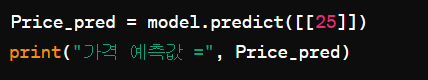 Price_pred = model.predict([[25]])
print("가격 예측값 =", Price_pred)